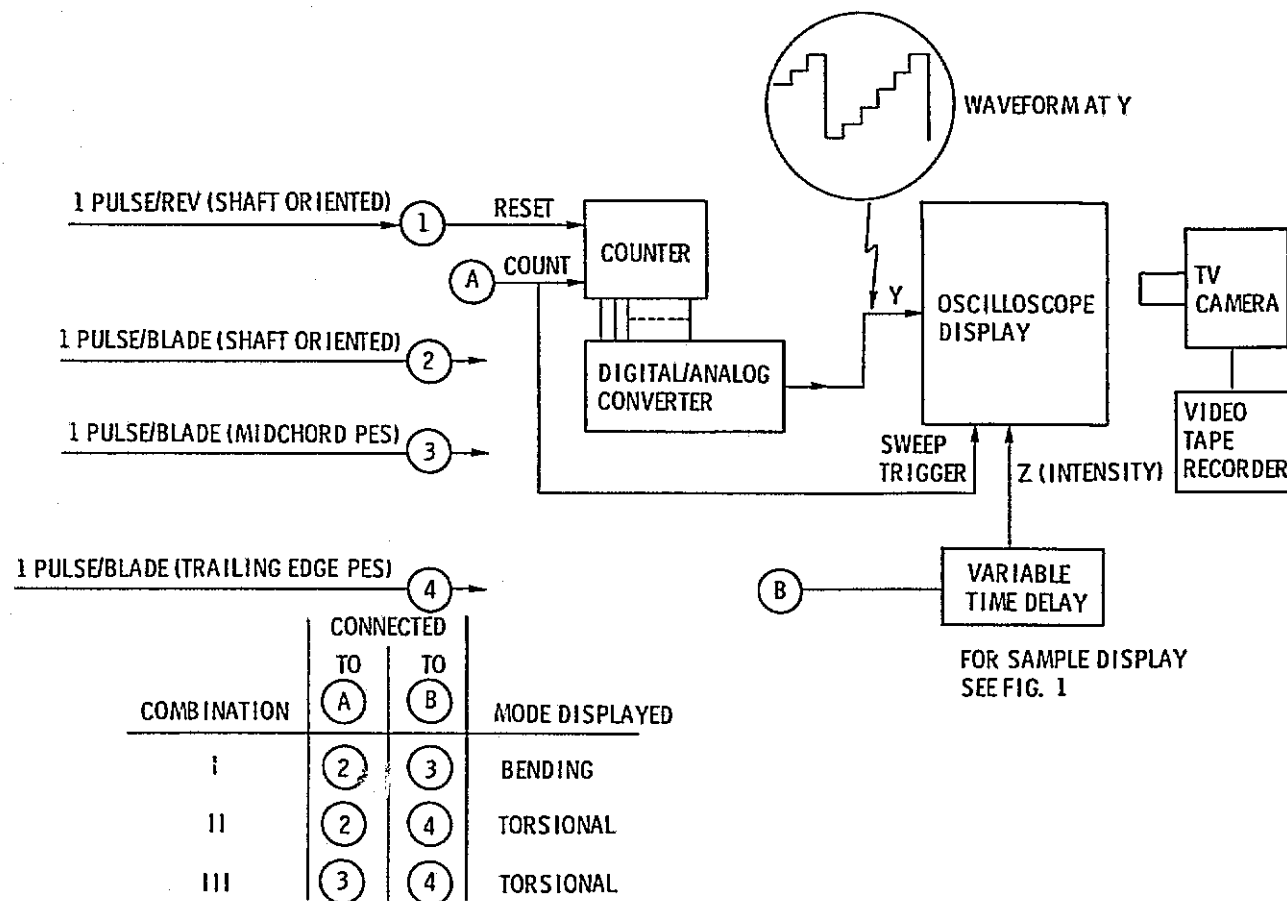 WAVEFORM AT Y
1 PULSE/REV (SHAFT ORIENTED)
1
RESET
COUNTER
A
COUNT
Y
OSCILLOSCOPE
DISPLAY
TV
CAMERA
1 PULSE/BLADE (SHAFT ORIENTED)
2
DIGITAL/ANALOG
CONVERTER
1 PULSE/BLADE (MIDCHORD PES)
3
SWEEP
TRIGGER
Z (INTENSITY)
VIDEO
TAPE
RECORDER
1 PULSE/BLADE (TRAILING EDGE PES)
4
B
VARIABLE
TIME DELAY
FOR SAMPLE DISPLAY
SEE FIG. 1
CONNECTED
TO TO
COMBINATION A B MODE DISPLAYED
I 2 3 BENDING
II 2 4 TORSIONAL
III 3 4 TORSIONAL